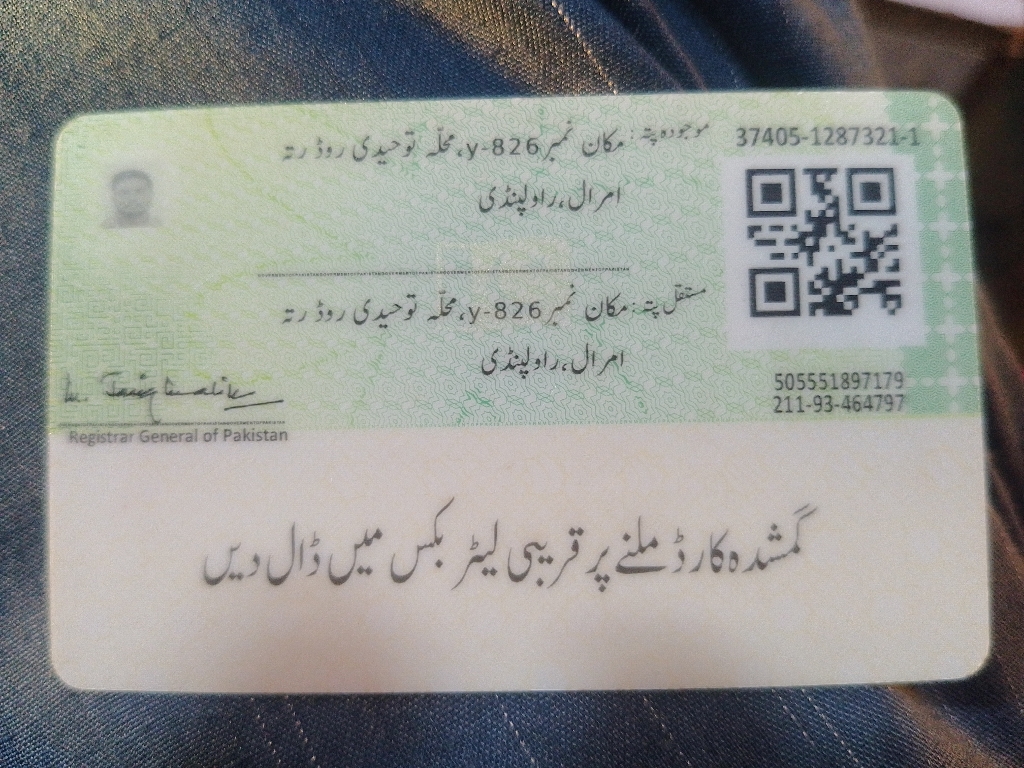 37405-1287321-1
موجودہ پتہ: مکان نمبر y-826، محلّہ توحیدی روڈ رتہ
امرال، راولپنڈی
مستقل پتہ: مکان نمبر y-826، محلّہ توحیدی روڈ رتہ
امرال، راولپنڈی
505551897179
211-93-464797
Registrar General of Pakistan
گمشدہ کارڈ ملنے پر قریبی لیٹر بکس میں ڈال دیں